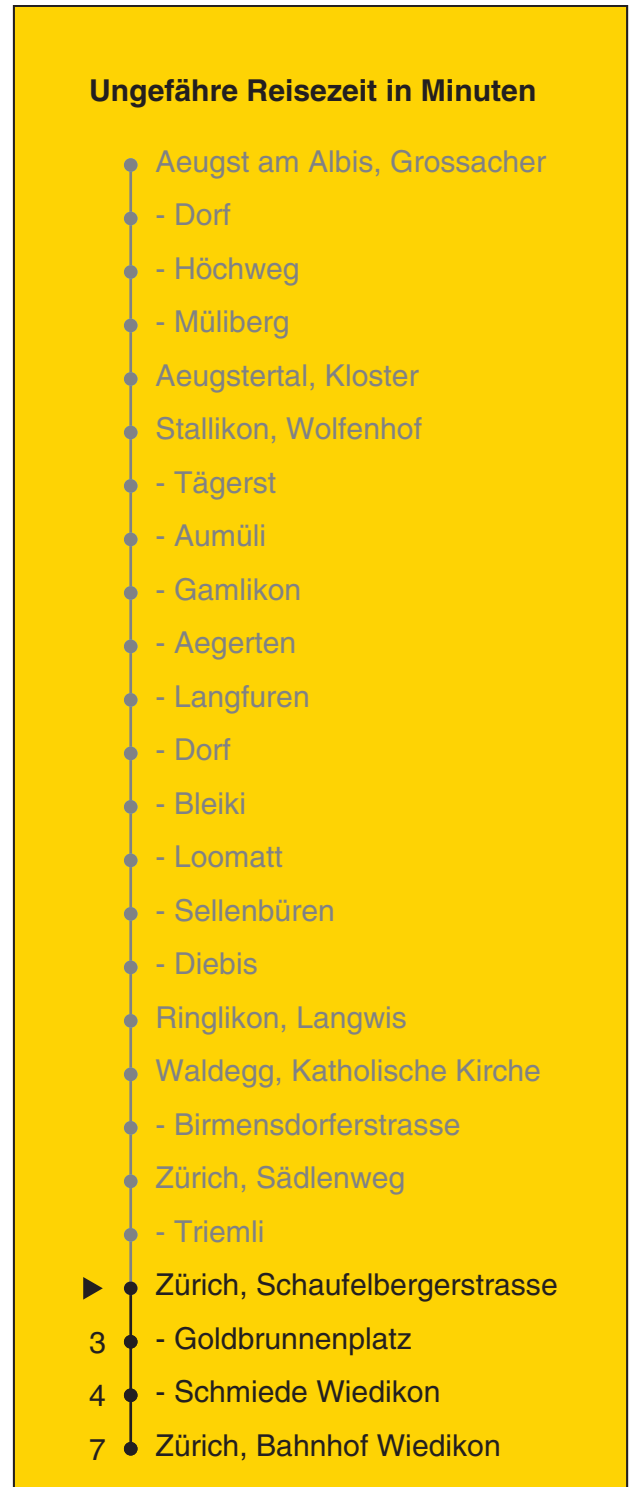 Ungefähre Reisezeit in Minuten
Aeugst am Albis, Grossacher
- Dorf
- Höchweg
- Müliberg
Aeugstertal, Kloster
Stallikon, Wolfenhof
- Tägerst
- Aumüli
- Gamlikon
- Aegerten
- Langfuren
- Dorf
- Bleiki
- Loomatt
- Sellenbüren
- Diebis
Ringlikon, Langwis
Waldegg, Katholische Kirche
- Birmensdorferstrasse
Zürich, Sädlenweg
- Triemli
Zürich, Schaufelbergerstrasse
3 - Goldbrunnenplatz
4 - Schmiede Wiedikon
7 Zürich, Bahnhof Wiedikon